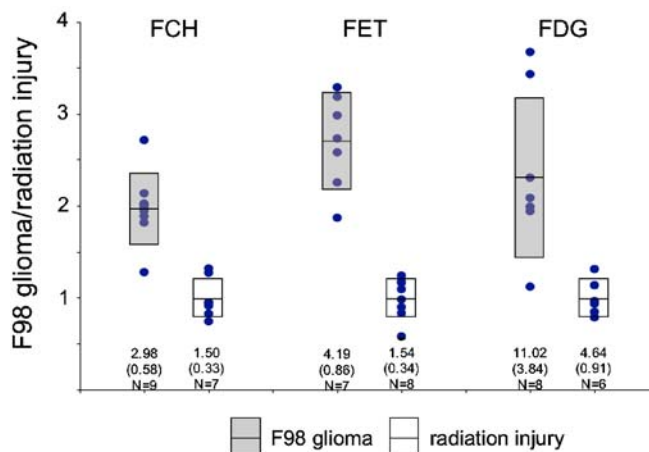 FCH FET FDG
F98 glioma/radiation injury
4
3
2
1
2.98 1.50 4.19 1.54 11.02 4.64
(0.58) (0.33) (0.86) (0.34) (3.84) (0.91)
N=9 N=7 N=7 N=8 N=8 N=6
F98 glioma radiation injury